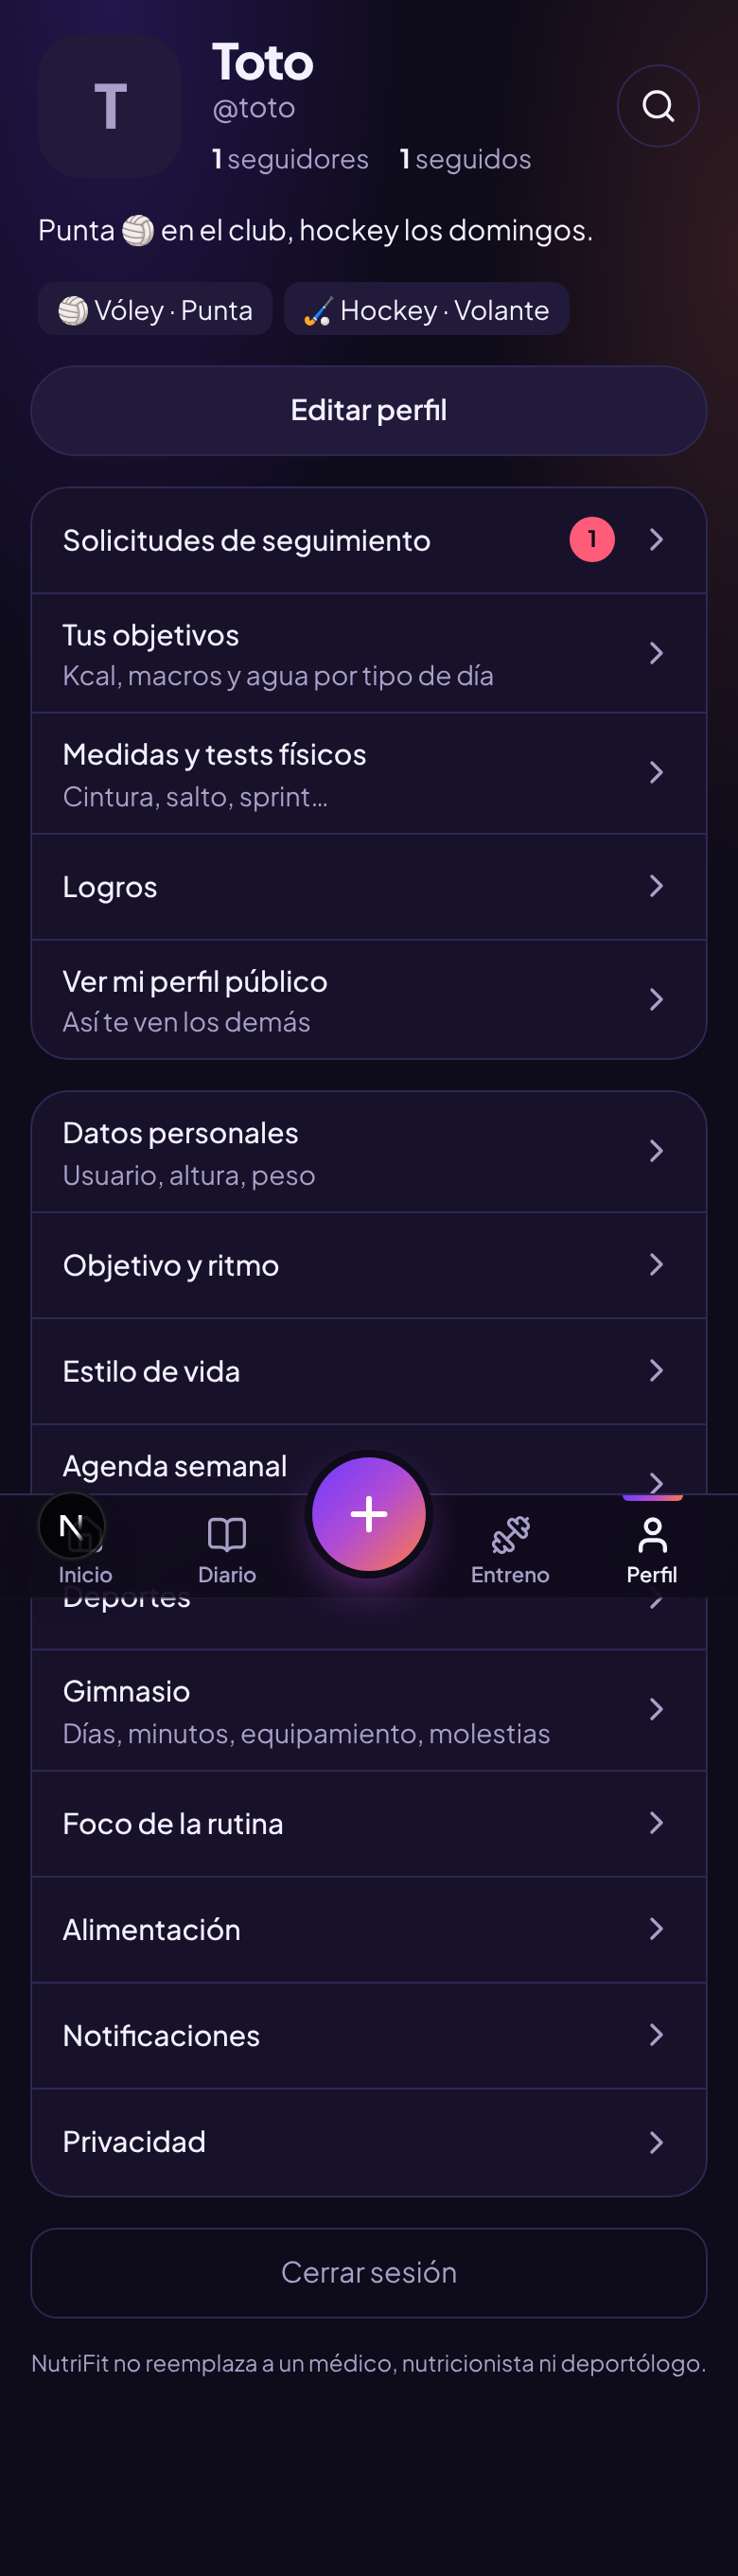 T
Toto
@toto
1 seguidores 1 seguidos
Punta 🏐 en el club, hockey los domingos.
🏐 Vóley · Punta
🏑 Hockey · Volante
Editar perfil
Solicitudes de seguimiento 1
Tus objetivos
Kcal, macros y agua por tipo de día
Medidas y tests físicos
Cintura, salto, sprint...
Logros
Ver mi perfil público
Así te ven los demás
Datos personales
Usuario, altura, peso
Objetivo y ritmo
Estilo de vida
Agenda semanal
N
Inicio
Diario
Entreno
Perfil
Deportes
Gimnasio
Días, minutos, equipamiento, molestias
Foco de la rutina
Alimentación
Notificaciones
Privacidad
Cerrar sesión
NutriFit no reemplaza a un médico, nutricionista ni deportólogo.